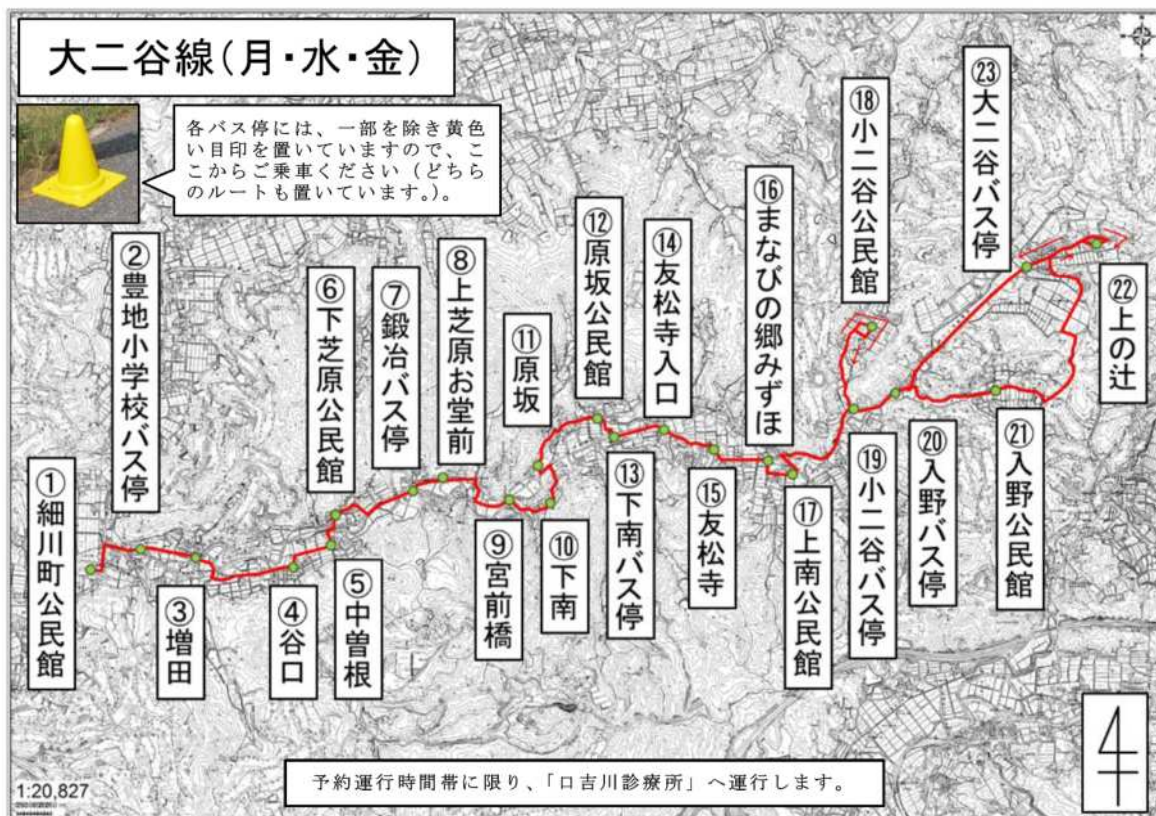 大二谷線(月・水・金)
各バス停には、一部を除き黄色
い目印を置いていますので、こ
こからご乗車ください(どちら
のルートも置いています。)。
①細川町公民館
②豊地小学校バス停
③増田
④谷口
⑤中曽根
⑥下芝原公民館
⑦鍛冶バス停
⑧上芝原お堂前
⑨宮前橋
⑩下南
⑪原坂
⑫原坂公民館
⑬下南バス停
⑭友松寺入口
⑮友松寺
⑯まなびの郷みずほ
⑰上南公民館
⑱小二谷公民館
⑲小二谷バス停
⑳入野バス停
㉑入野公民館
㉒上の辻
㉓大二谷バス停
予約運行時間帯に限り、「口吉川診療所」へ運行します。
1:20,827